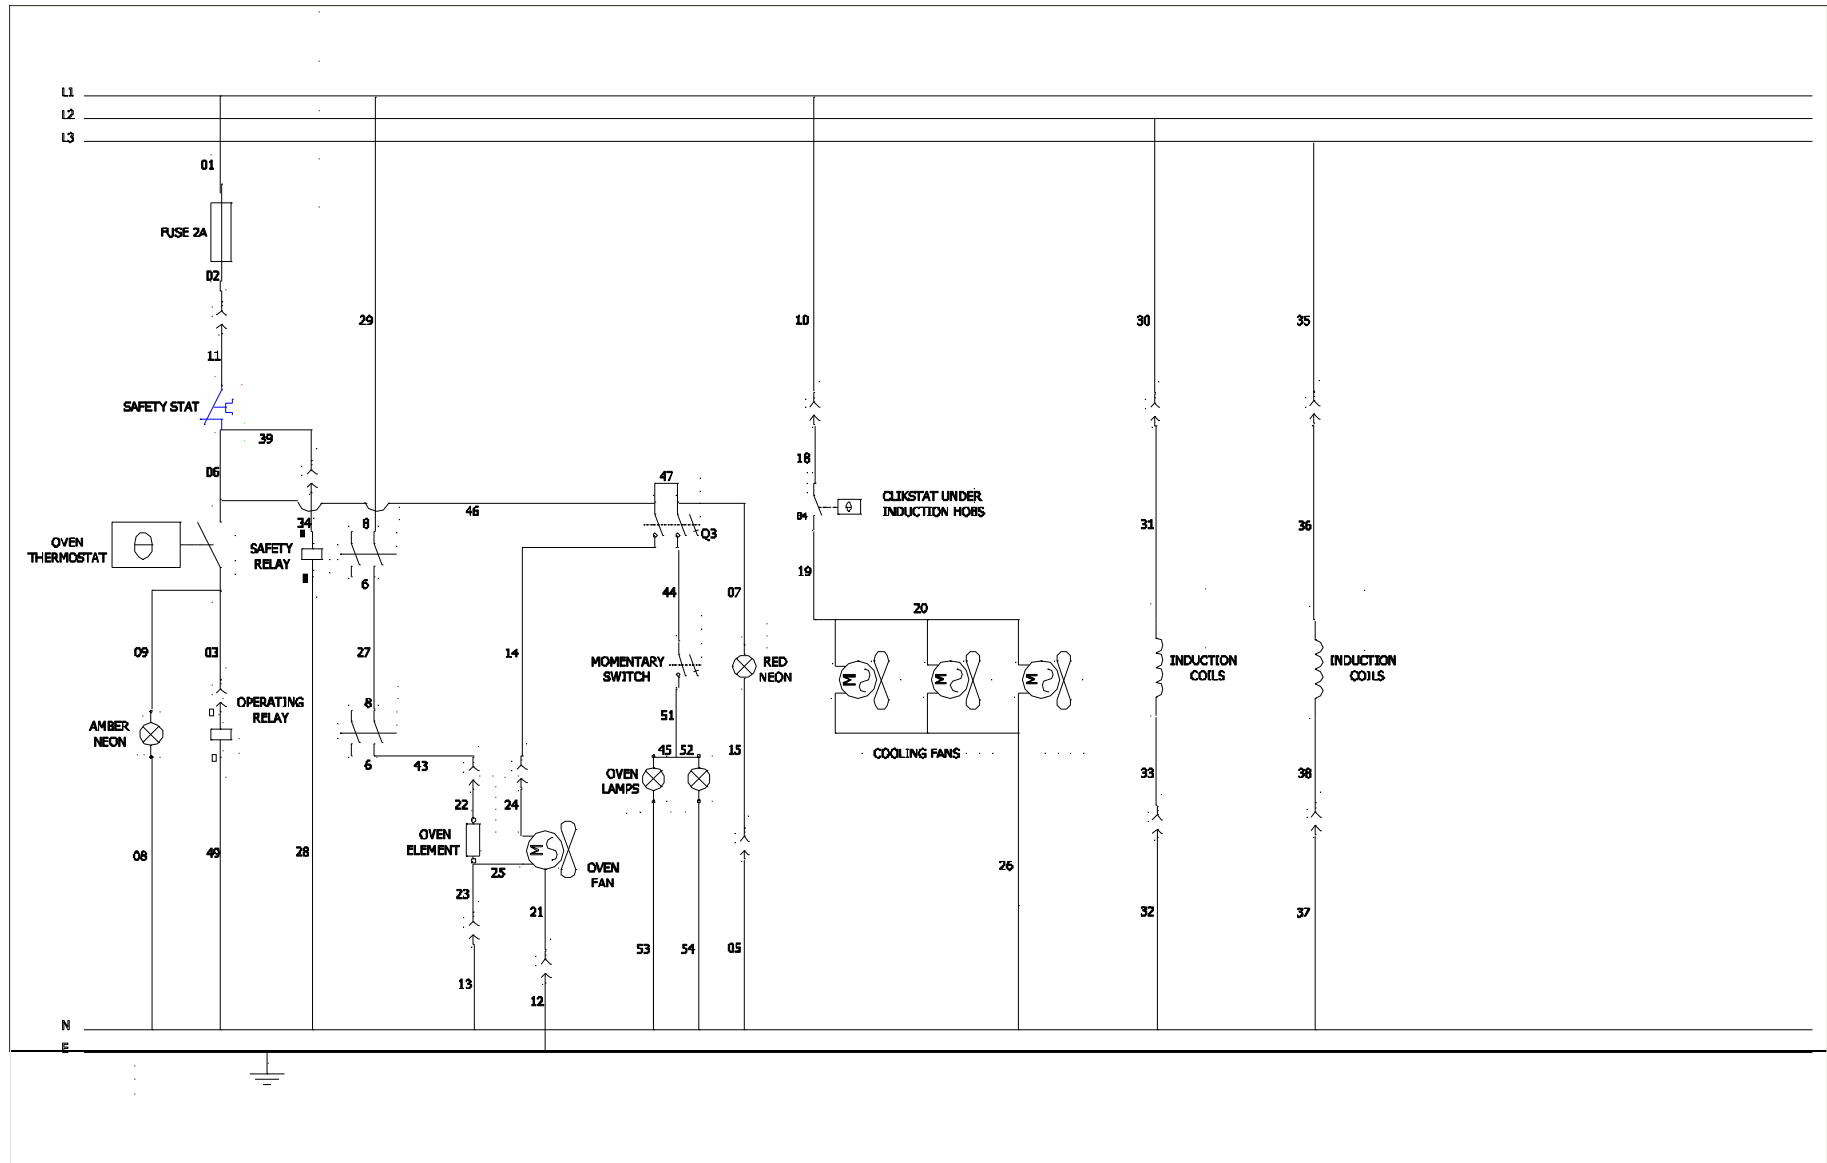 L1
L2
L3
01
FUSE 2A
02
29
10
30
35
11
SAFETY STAT
39
06
18
47
46
CLIKSTAT UNDER
INDUCTION HOBS
34
8
Q3
31
36
OVEN
THERMOSTAT
SAFETY
RELAY
6
19
44
07
20
09
03
27
14
MOMENTARY
SWITCH
RED
NEON
M
M
M
INDUCTION
COILS
INDUCTION
COILS
OPERATING
RELAY
8
51
AMBER
NEON
6
43
45
52
15
COOLING FANS
OVEN
LAMPS
33
38
22
24
OVEN
ELEMENT
M
08
49
28
25
OVEN
FAN
26
23
21
32
37
53
54
05
13
12
N
E